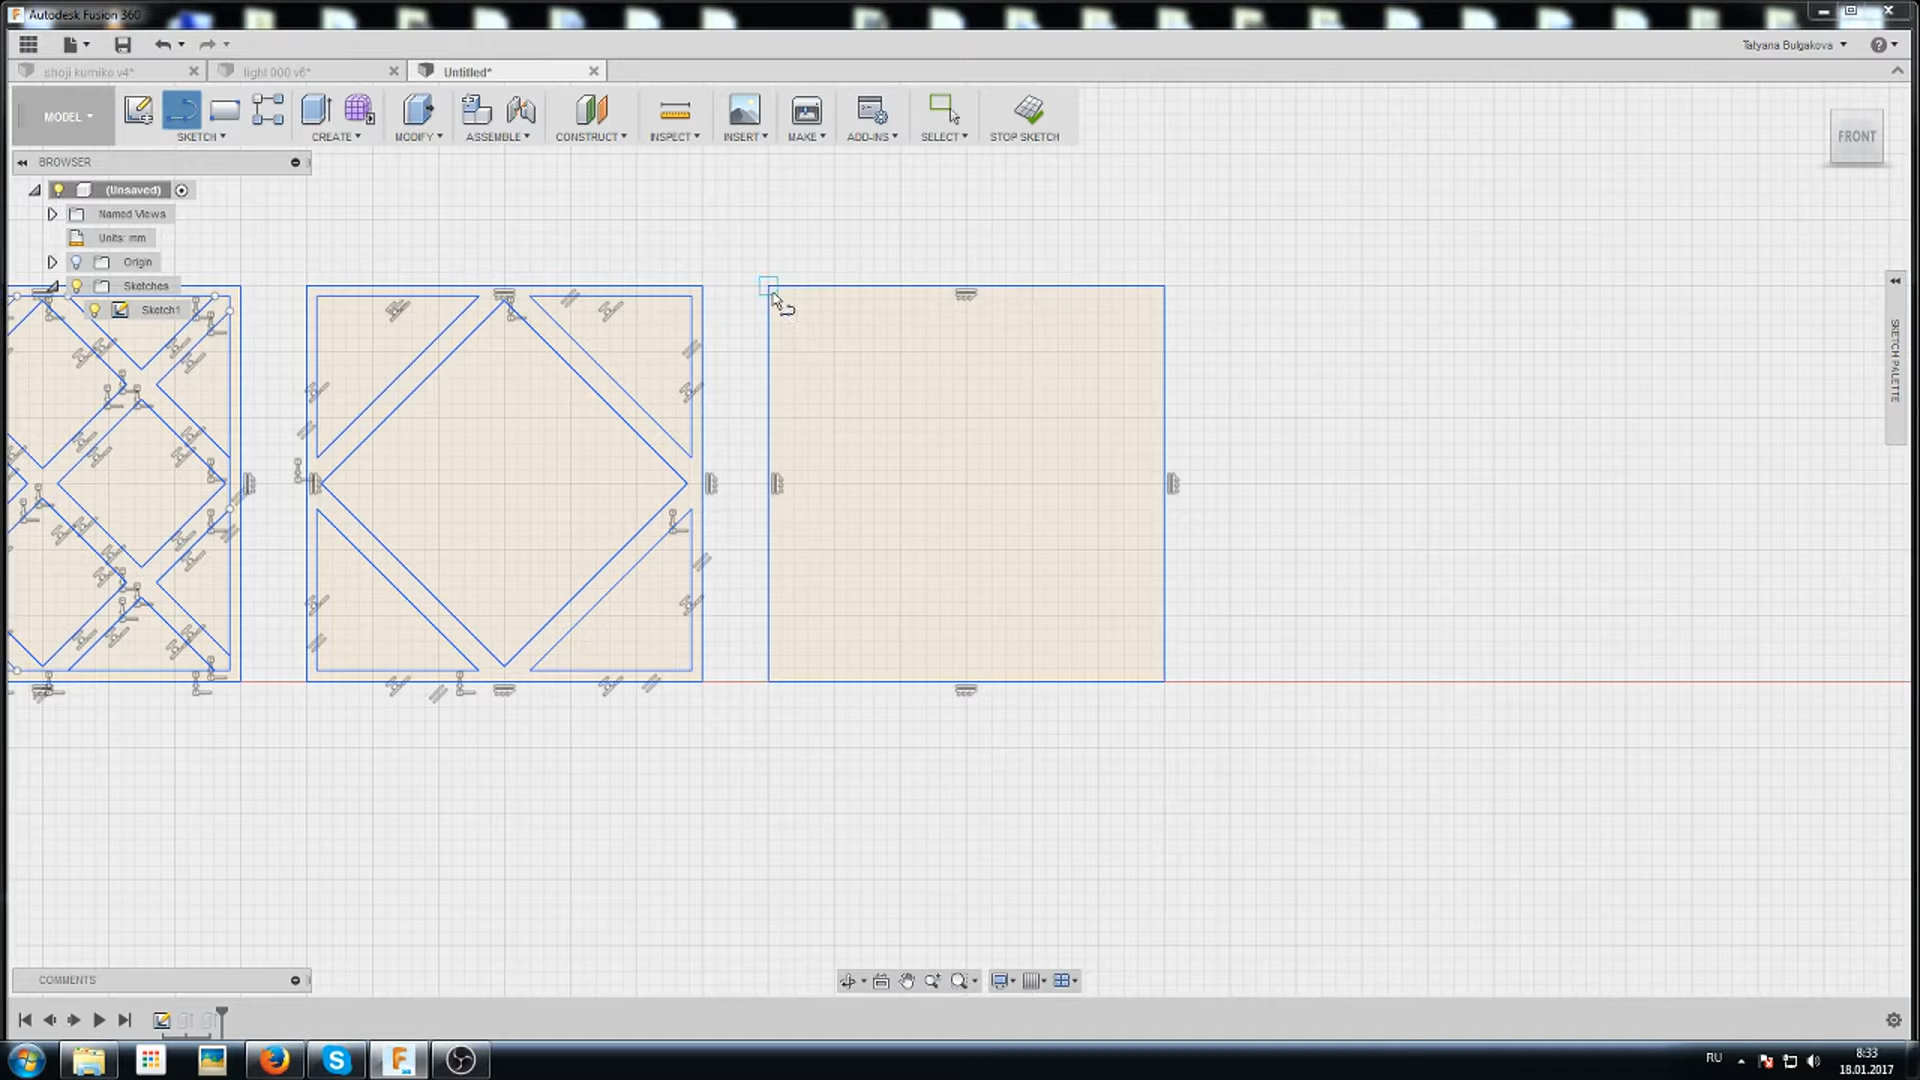 Autodesk Fusion 360
Tatyana Bulgakova
shoji kumiko v4*
light 000 v6*
Untitled*
MODEL
SKETCH
CREATE
MODIFY
ASSEMBLE
CONSTRUCT
INSPECT
INSERT
MAKE
ADD-INS
SELECT
STOP SKETCH
FRONT
BROWSER
(Unsaved)
Named Views
Units: mm
Origin
Sketches
Sketch1
SKETCH PALETTE
COMMENTS
RU
8:33
18.01.2017